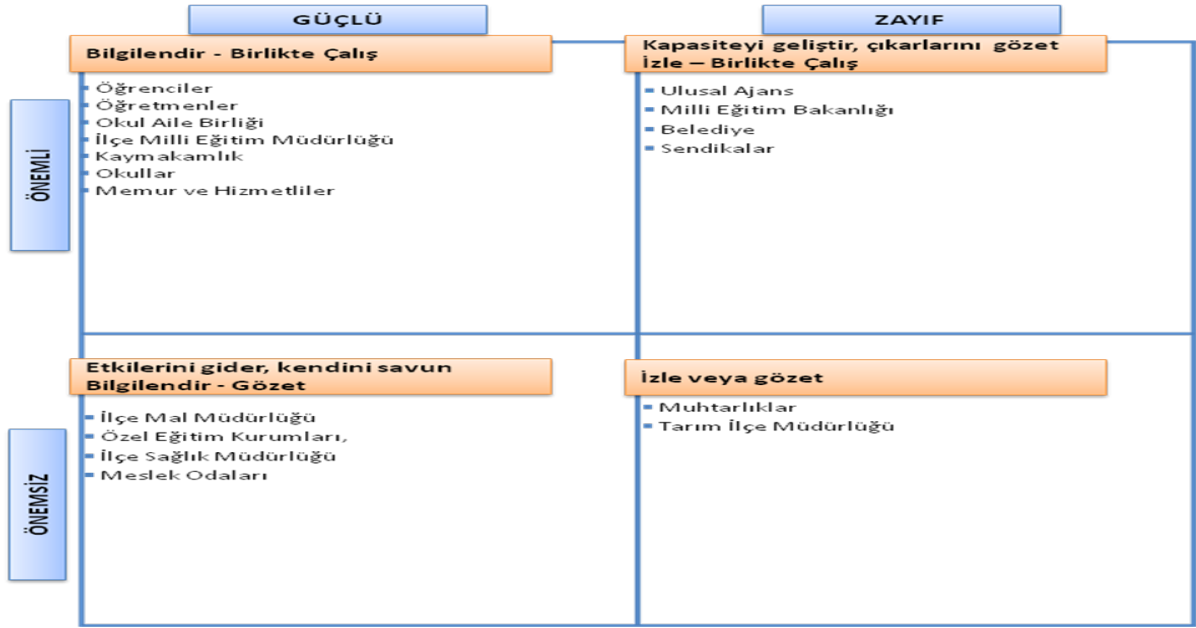 GÜÇLÜ
ZAYIF
ÖNEMLİ
Bilgilendir - Birlikte Çalış
Öğrenciler
Öğretmenler
Okul Aile Birliği
İlçe Milli Eğitim Müdürlüğü
Kaymakamlık
Okullar
Memur ve Hizmetliler
Kapasiteyi geliştir, çıkarlarını gözet
İzle – Birlikte Çalış
Ulusal Ajans
Milli Eğitim Bakanlığı
Belediye
Sendikalar
ÖNEMSİZ
Etkilerini gider, kendini savun
Bilgilendir - Gözet
İlçe Mal Müdürlüğü
Özel Eğitim Kurumları,
İlçe Sağlık Müdürlüğü
Meslek Odaları
İzle veya gözet
Muhtarlıklar
Tarım İlçe Müdürlüğü